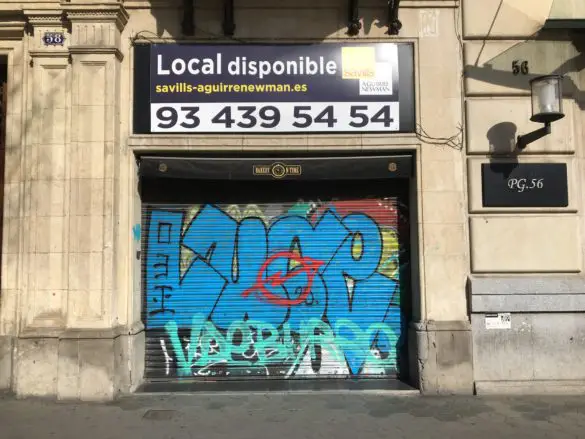 58
Local disponible
savills
AGUIRRE
NEWMAN
savills-aguirrenewman.es
93 439 54 54
56
PG.56